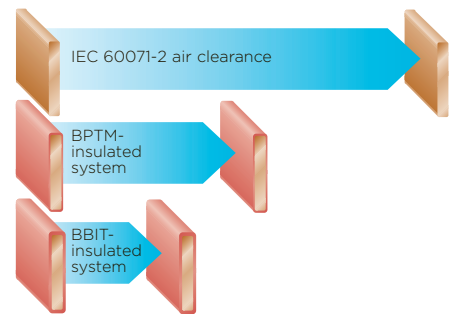 IEC 60071-2 air clearance
BPTM-
insulated
system
BBIT-
insulated
system